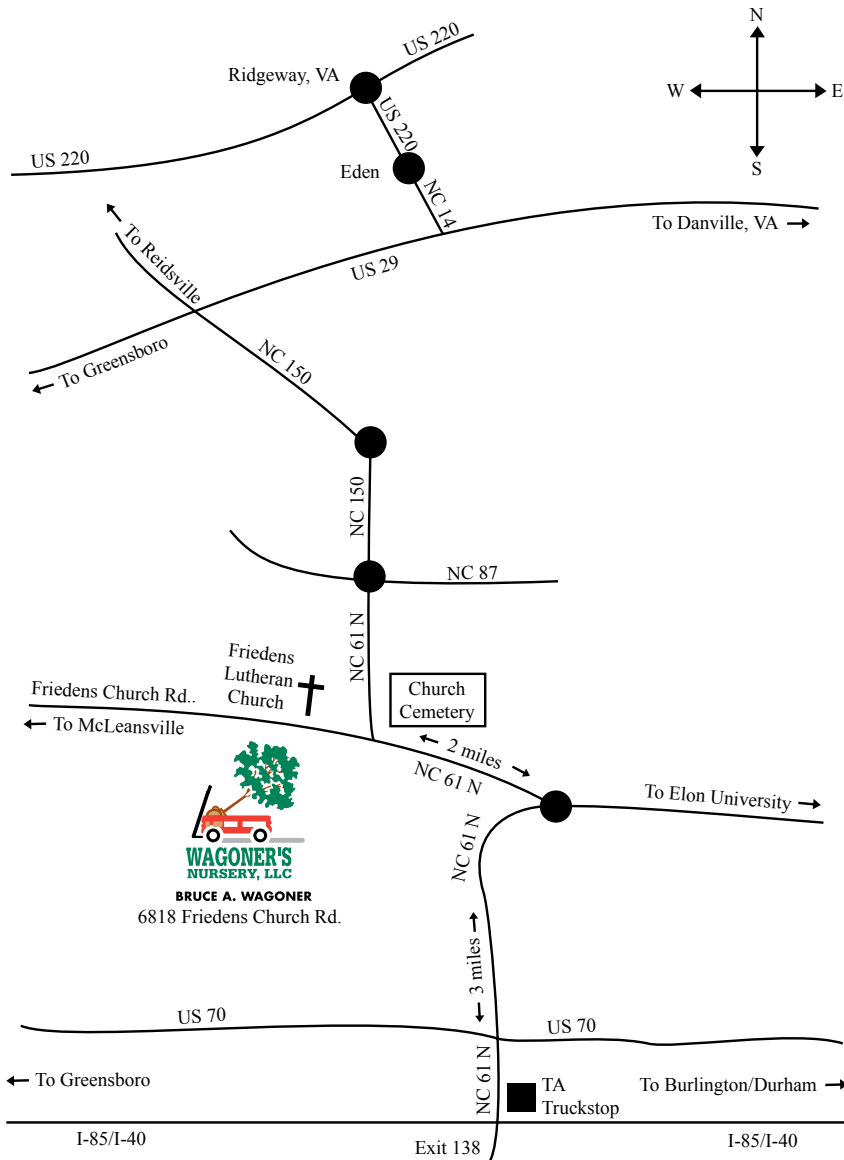 N
W
E
S
US 220
Ridgeway, VA
US 220
US 220
Eden
NC 14
To Danville, VA
To Reidsville
US 29
To Greensboro
NC 150
NC 150
NC 87
NC 61 N
Friedens
Lutheran
Church
Church
Cemetery
Friedens Church Rd..
To McLeansville
2 miles
NC 61 N
To Elon University
NC 61 N
WAGONER'S
NURSERY, LLC
BRUCE A. WAGONER
6818 Friedens Church Rd.
3 miles
US 70
US 70
NC 61 N
To Greensboro
TA
Truckstop
To Burlington/Durham
I-85/I-40
Exit 138
I-85/I-40